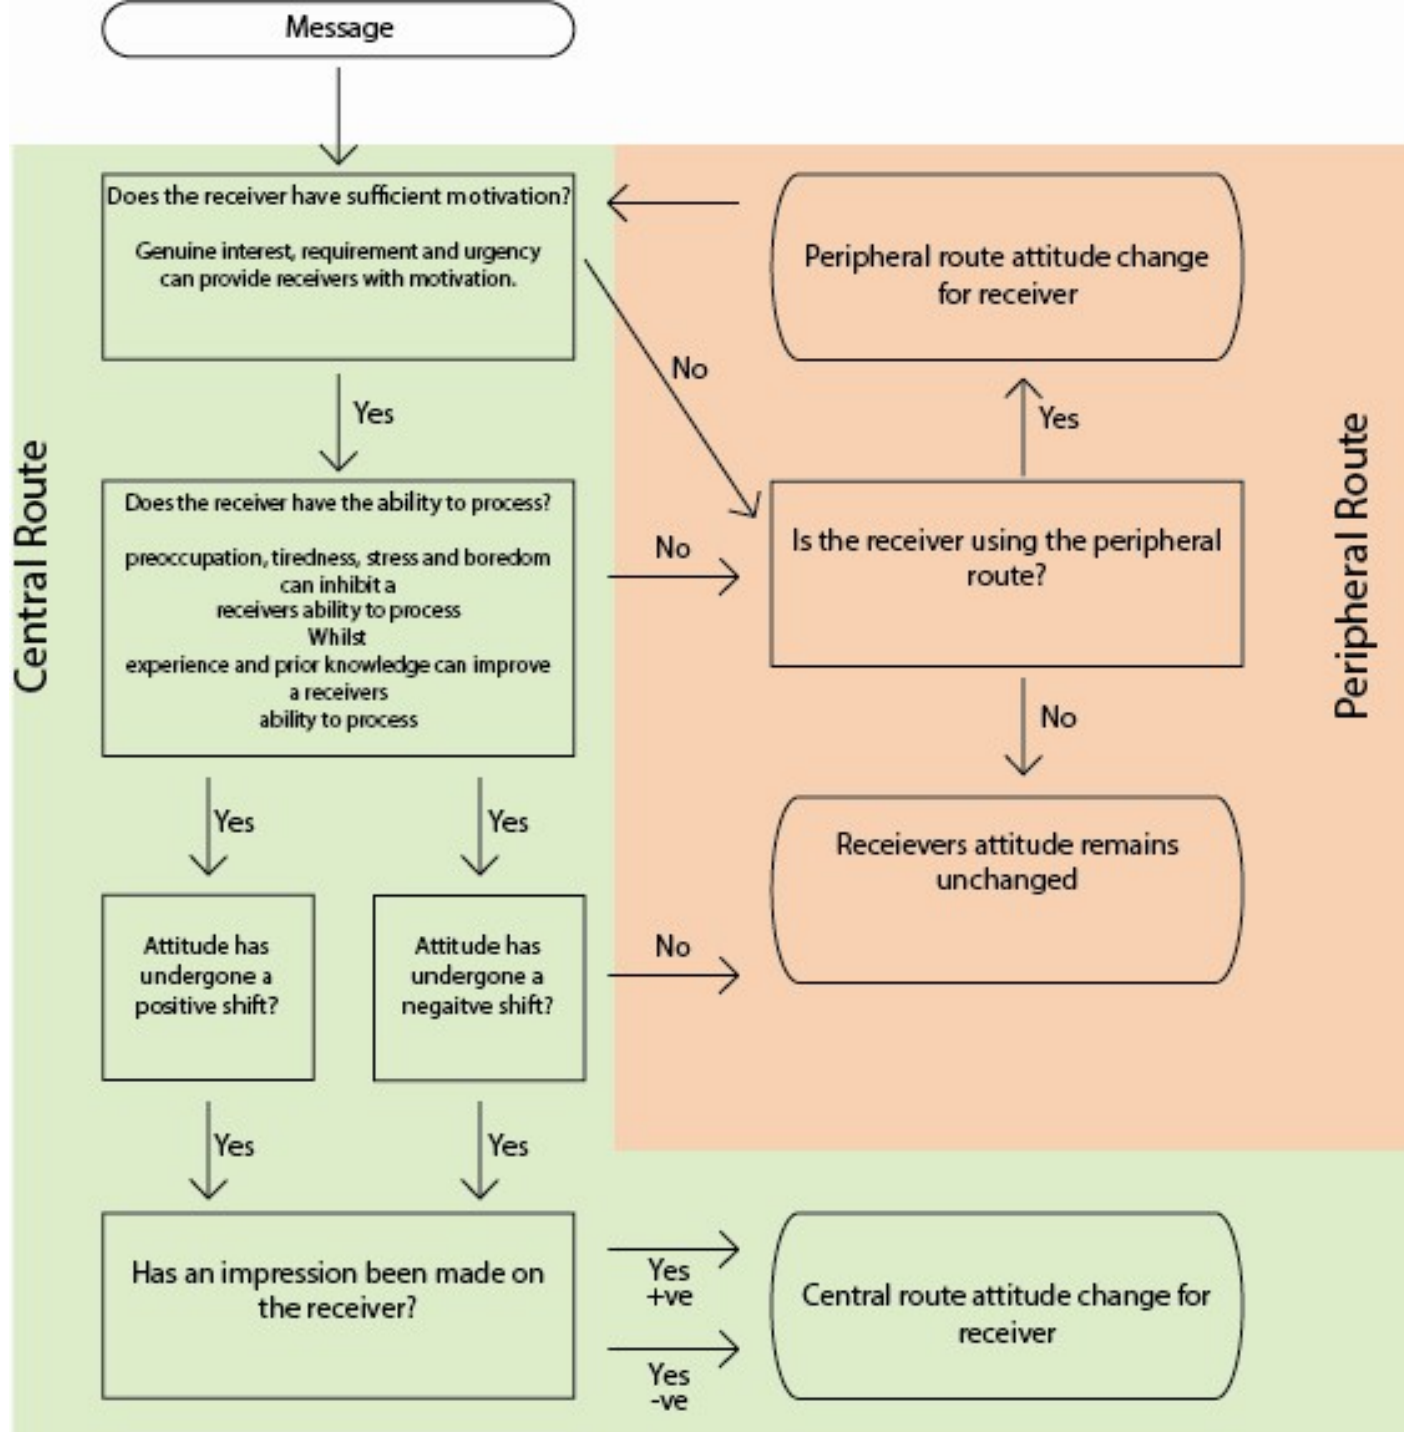 Message
Does the receiver have sufficient motivation?
Genuine interest, requirement and urgency
can provide receivers with motivation.
Peripheral route attitude change
for receiver
No
Yes
Yes
Central Route
Does the receiver have the ability to process?
preoccupation, tiredness, stress and boredom
can inhibit a
receivers ability to process
Whilst
experience and prior knowledge can improve
a receivers
ability to process
No
Is the receiver using the peripheral
route?
Peripheral Route
No
Yes
Yes
Receievers attitude remains
unchanged
Attitude has
undergone a
positive shift?
Attitude has
undergone a
negaitve shift?
No
Yes
Yes
Has an impression been made on
the receiver?
Yes
+ve
Yes
-ve
Central route attitude change for
receiver